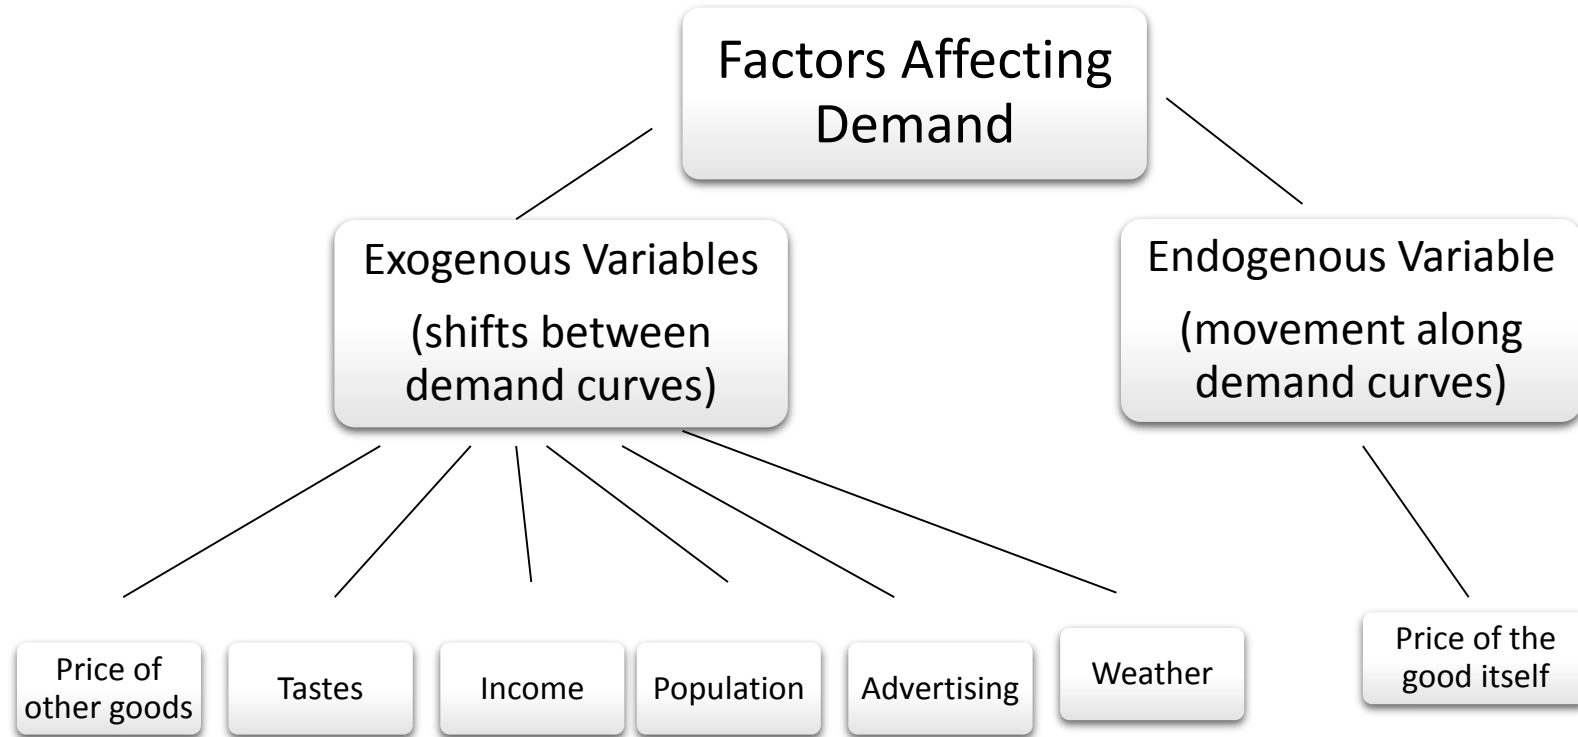 Factors Affecting
Demand
Exogenous Variables
(shifts between
demand curves)
Endogenous Variable
(movement along
demand curves)
Price of
other goods
Tastes
Income
Population
Advertising
Weather
Price of the
good itself